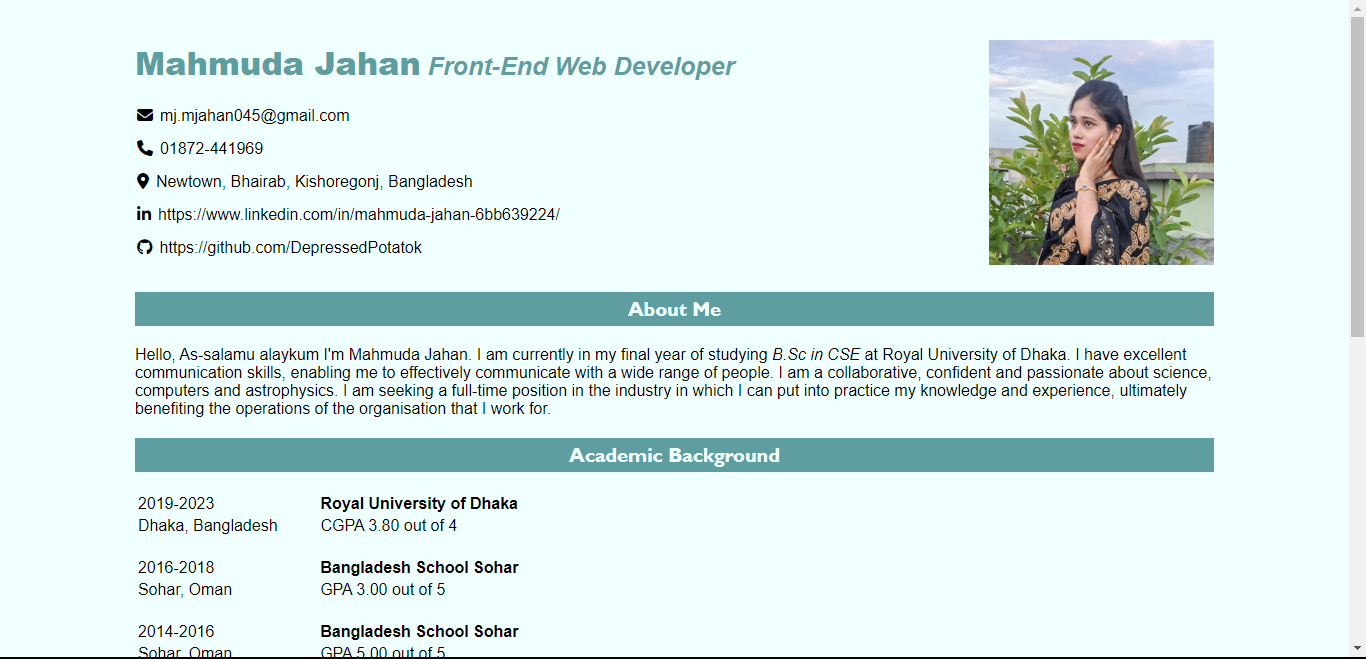 Mahmuda Jahan Front-End Web Developer
mj.mjahan045@gmail.com
01872-441969
Newtown, Bhairab, Kishoregonj, Bangladesh
https://www.linkedin.com/in/mahmuda-jahan-6bb639224/
https://github.com/DepressedPotatok
About Me
Hello, As-salamu alaykum I'm Mahmuda Jahan. I am currently in my final year of studying B.Sc in CSE at Royal University of Dhaka. I have excellent
communication skills, enabling me to effectively communicate with a wide range of people. I am a collaborative, confident and passionate about science,
computers and astrophysics. I am seeking a full-time position in the industry in which I can put into practice my knowledge and experience, ultimately
benefiting the operations of the organisation that I work for.
Academic Background
2019-2023 Royal University of Dhaka
Dhaka, Bangladesh CGPA 3.80 out of 4
2016-2018 Bangladesh School Sohar
Sohar, Oman GPA 3.00 out of 5
2014-2016 Bangladesh School Sohar
Sohar, Oman GPA 5.00 out of 5